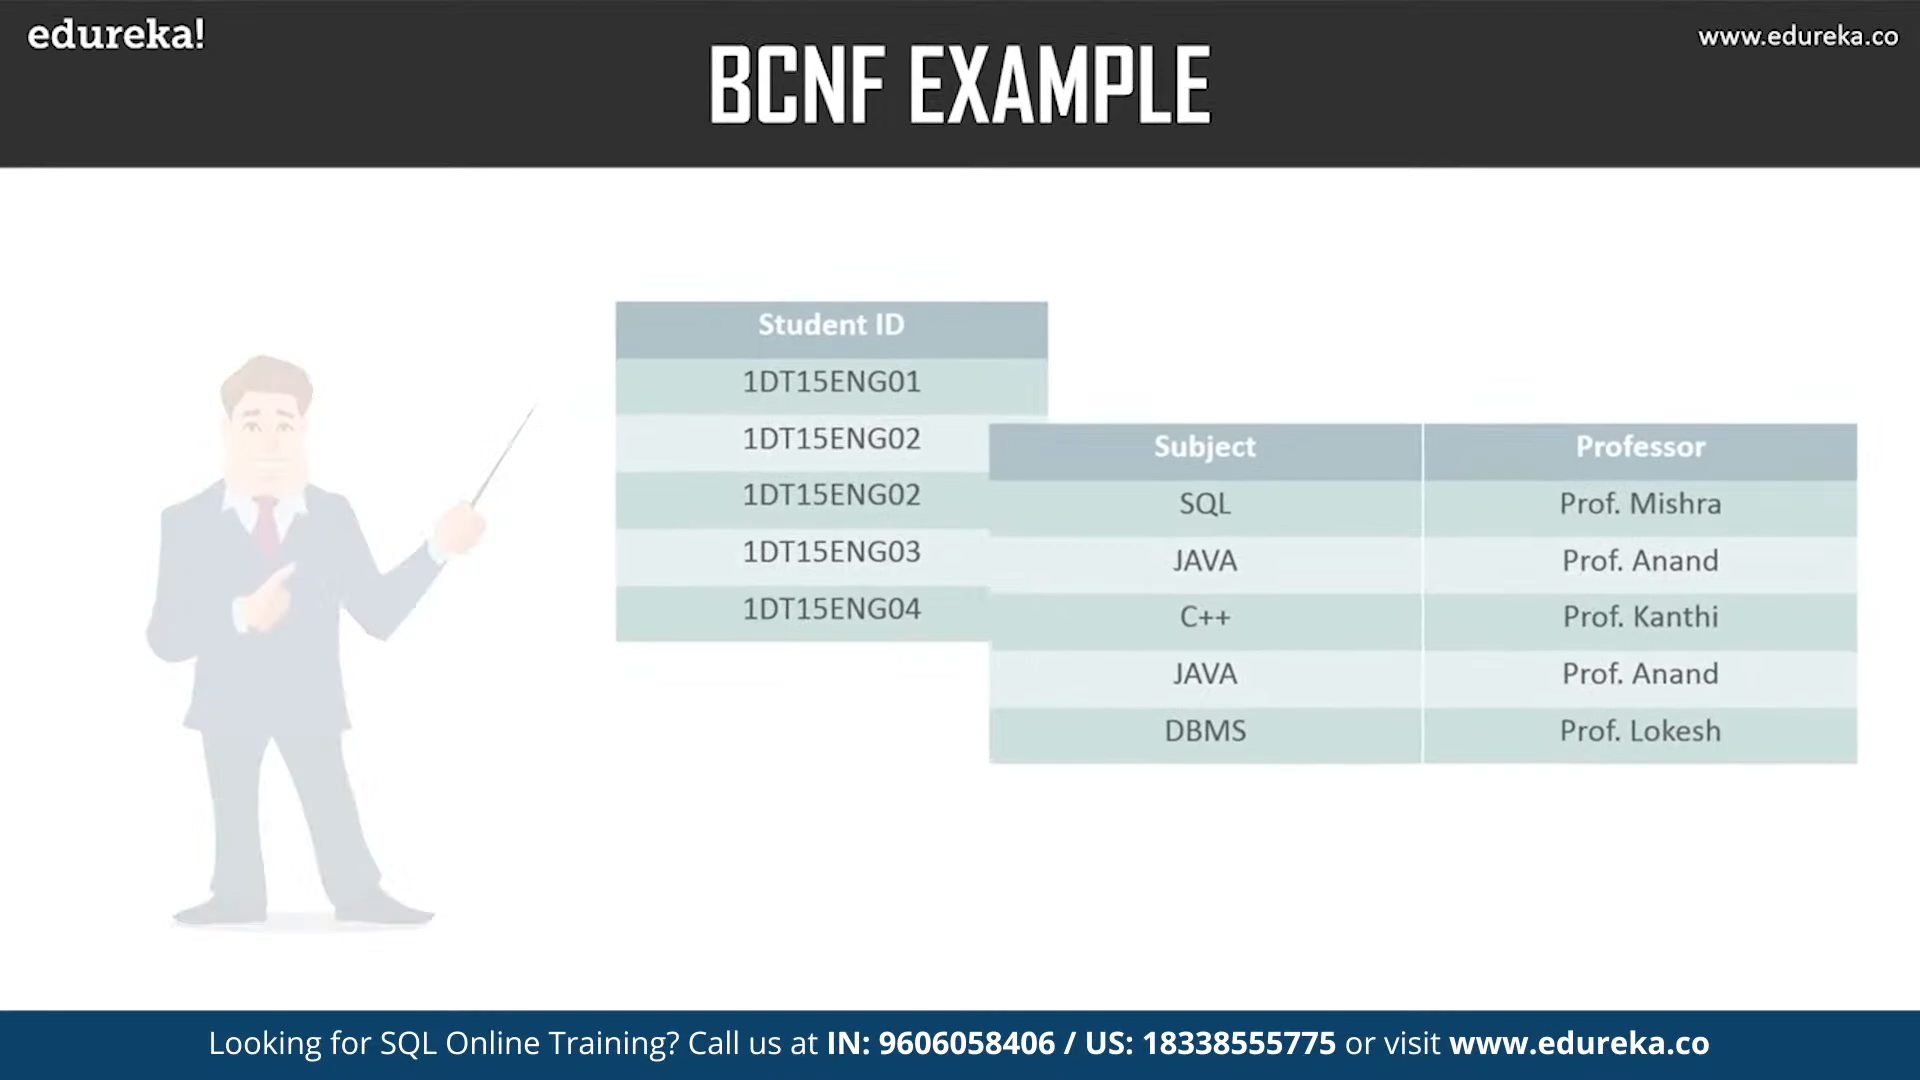 edureka!
www.edureka.co
BCNF EXAMPLE
Student ID
1DT15ENG01
1DT15ENG02
1DT15ENG02
1DT15ENG03
1DT15ENG04
Subject Professor
SQL Prof. Mishra
JAVA Prof. Anand
C++ Prof. Kanthi
JAVA Prof. Anand
DBMS Prof. Lokesh
Looking for SQL Online Training? Call us at IN: 9606058406 / US: 18338555775 or visit www.edureka.co